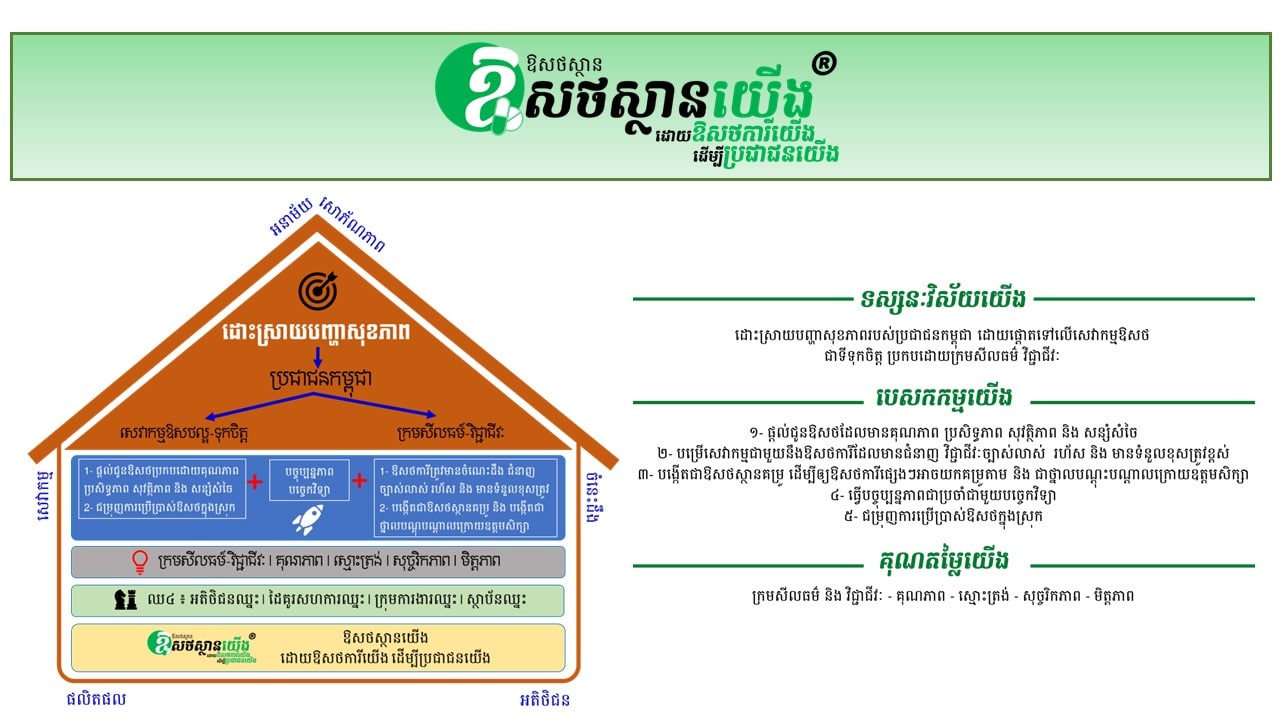 ឱសថស្ថាន
ឱសថស្ថានយើង®
ដោយឱសថការីយើង
ដើម្បីប្រជាជនយើង
អនាម័យ សោភ័ណភាព
ដោះស្រាយបញ្ហាសុខភាព
ប្រជាជនកម្ពុជា
សេវាកម្មឱសថល្អ-ទុកចិត្ត
ក្រមសីលធម៌-វិជ្ជាជីវៈ
សេវាកម្ម
ចំនេះដឹង
1- ផ្តល់ជូនឱសថប្រកបដោយគុណភាព
ប្រសិទ្ធភាព សុវត្ថិភាព និង សន្សំសំចៃ
2- ជម្រុញការប្រើប្រាស់ឱសថក្នុងស្រុក
+
បច្ចុប្បន្នភាព
បច្ចេកវិទ្យា
+
1- ឱសថការីត្រូវមានចំណេះដឹង ជំនាញ
ច្បាស់លាស់ រហ័ស និង មានទំនួលខុសត្រូវ
2- បង្កើតជាឱសថស្ថានគម្រូ និង បង្កើតជា
ថ្នាលបណ្តុបណ្តាលក្រោយឧត្តមសិក្សា
ក្រមសីលធម៌-វិជ្ជាជីវៈ | គុណភាព | ស្មោះត្រង់ | សុច្ចរិកភាព | មិត្តភាព
ឈ៤ ៖ អតិថិជនឈ្នះ | ដៃគូរសហការឈ្នះ | ក្រុមការងារឈ្នះ | ស្ថាប័នឈ្នះ
ឱសថស្ថាន
ឱសថស្ថានយើង®
ដោយឱសថការីយើង
ដើម្បីប្រជាជនយើង
ឱសថស្ថានយើង
ដោយឱសថការីយើង ដើម្បីប្រជាជនយើង
ផលិតផល
អតិថិជន
ទស្សនៈវិស័យយើង
ដោះស្រាយបញ្ហាសុខភាពរបស់ប្រជាជនកម្ពុជា ដោយផ្តោតទៅលើសេវាកម្មឱសថ
ជាទីទុកចិត្ត ប្រកបដោយក្រមសីលធម៌ វិជ្ជាជីវៈ
បេសកកម្មយើង
១- ផ្តល់ជូនឱសថដែលមានគុណភាព ប្រសិទ្ធភាព សុវត្ថិភាព និង សន្សំសំចៃ
២- បម្រើសេវាកម្មជាមួយនឹងឱសថការីដែលមានជំនាញ វិជ្ជាជីវៈច្បាស់លាស់ រហ័ស និង មានទំនួលខុសត្រូវខ្ពស់
៣- បង្កើតជាឱសថស្ថានគម្រូ ដើម្បីឲ្យឱសថការីផ្សេងៗអាចយកគម្រូតាម និង ជាថ្នាលបណ្តុះបណ្តាលក្រោយឧត្តមសិក្សា
៤- ធ្វើបច្ចុប្បន្នភាពជាប្រចាំជាមួយបច្ចេកវិទ្យា
៥- ជម្រុញការប្រើប្រាស់ឱសថក្នុងស្រុក
គុណតម្លៃយើង
ក្រមសីលធម៌ និង វិជ្ជាជីវៈ - គុណភាព - ស្មោះត្រង់ - សុច្ចរិកភាព - មិត្តភាព